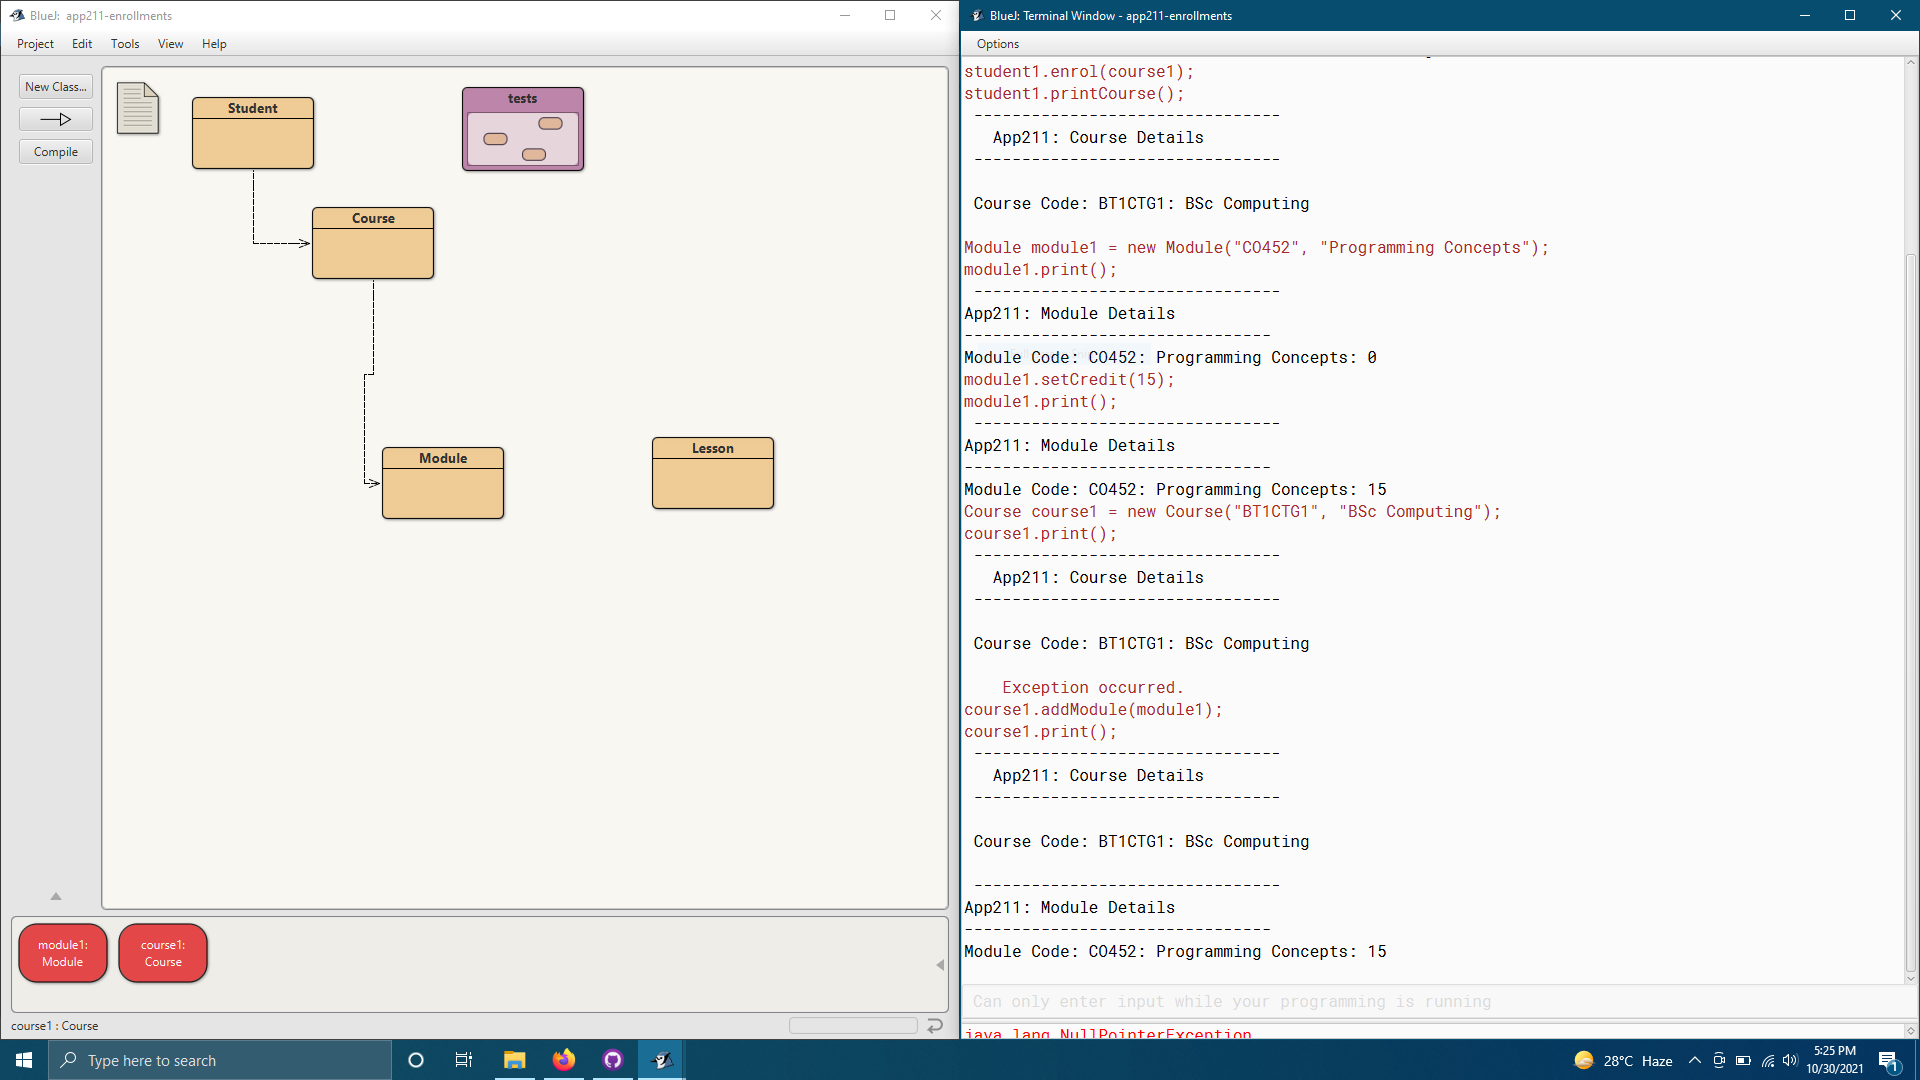 BlueJ: app211-enrollments
Project Edit Tools View Help
New Class...
Compile
Student
tests
Course
Module
Lesson
module1:
Module
course1:
Course
course1 : Course
BlueJ: Terminal Window - app211-enrollments
Options
student1.enrol(course1);
student1.printCourse();
--------------------------------
App211: Course Details
--------------------------------
Course Code: BT1CTG1: BSc Computing
Module module1 = new Module("CO452", "Programming Concepts");
module1.print();
--------------------------------
App211: Module Details
--------------------------------
Module Code: CO452: Programming Concepts: 0
module1.setCredit(15);
module1.print();
--------------------------------
App211: Module Details
--------------------------------
Module Code: CO452: Programming Concepts: 15
Course course1 = new Course("BT1CTG1", "BSc Computing");
course1.print();
--------------------------------
App211: Course Details
--------------------------------
Course Code: BT1CTG1: BSc Computing
Exception occurred.
course1.addModule(module1);
course1.print();
--------------------------------
App211: Course Details
--------------------------------
Course Code: BT1CTG1: BSc Computing
--------------------------------
App211: Module Details
--------------------------------
Module Code: CO452: Programming Concepts: 15
Can only enter input while your programming is running
java.lang.NullPointerException
Type here to search
28°C Haze
5:25 PM
10/30/2021
1